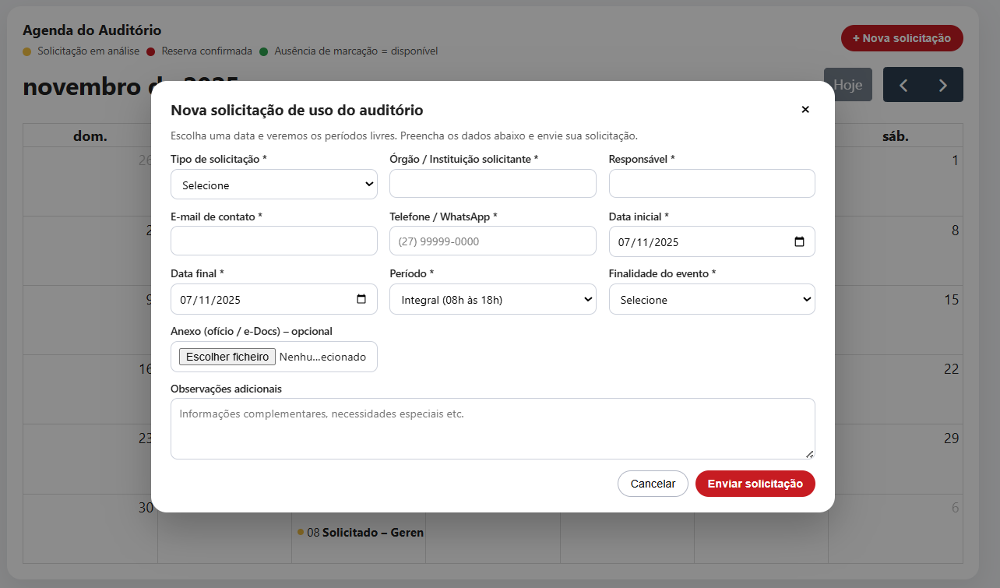 Agenda do Auditório
Solicitação em análise Reserva confirmada Ausência de marcação = disponível
+ Nova solicitação
novembro
Hoje
dom.
sáb.
Nova solicitação de uso do auditório
×
Escolha uma data e veremos os períodos livres. Preencha os dados abaixo e envie sua solicitação.
Tipo de solicitação * Órgão / Instituição solicitante * Responsável *
Selecione
E-mail de contato * Telefone / WhatsApp * Data inicial *
(27) 99999-0000 07/11/2025
Data final * Período * Finalidade do evento *
07/11/2025 Integral (08h às 18h) Selecione
Anexo (ofício / e-Docs) – opcional
Escolher ficheiro Nenhu...ecionado
Observações adicionais
Informações complementares, necessidades especiais etc.
Cancelar Enviar solicitação
26 1
8
15
16 22
23 29
30 6
08 Solicitado – Geren